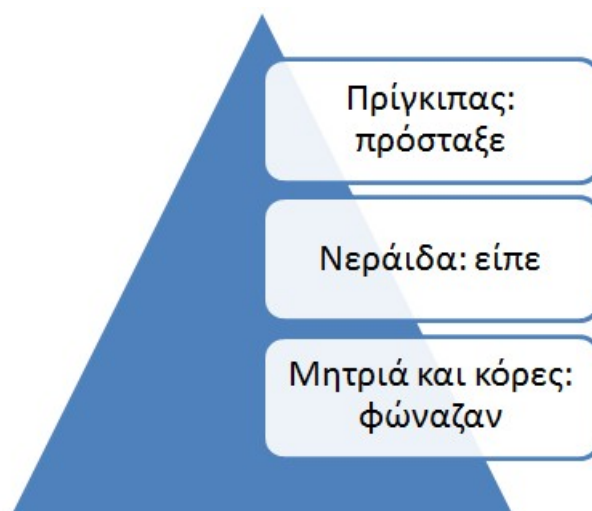 Πρίγκιπας:
πρόσταξε
Νεράιδα: είπε
Μητριά και κόρες:
φώναζαν